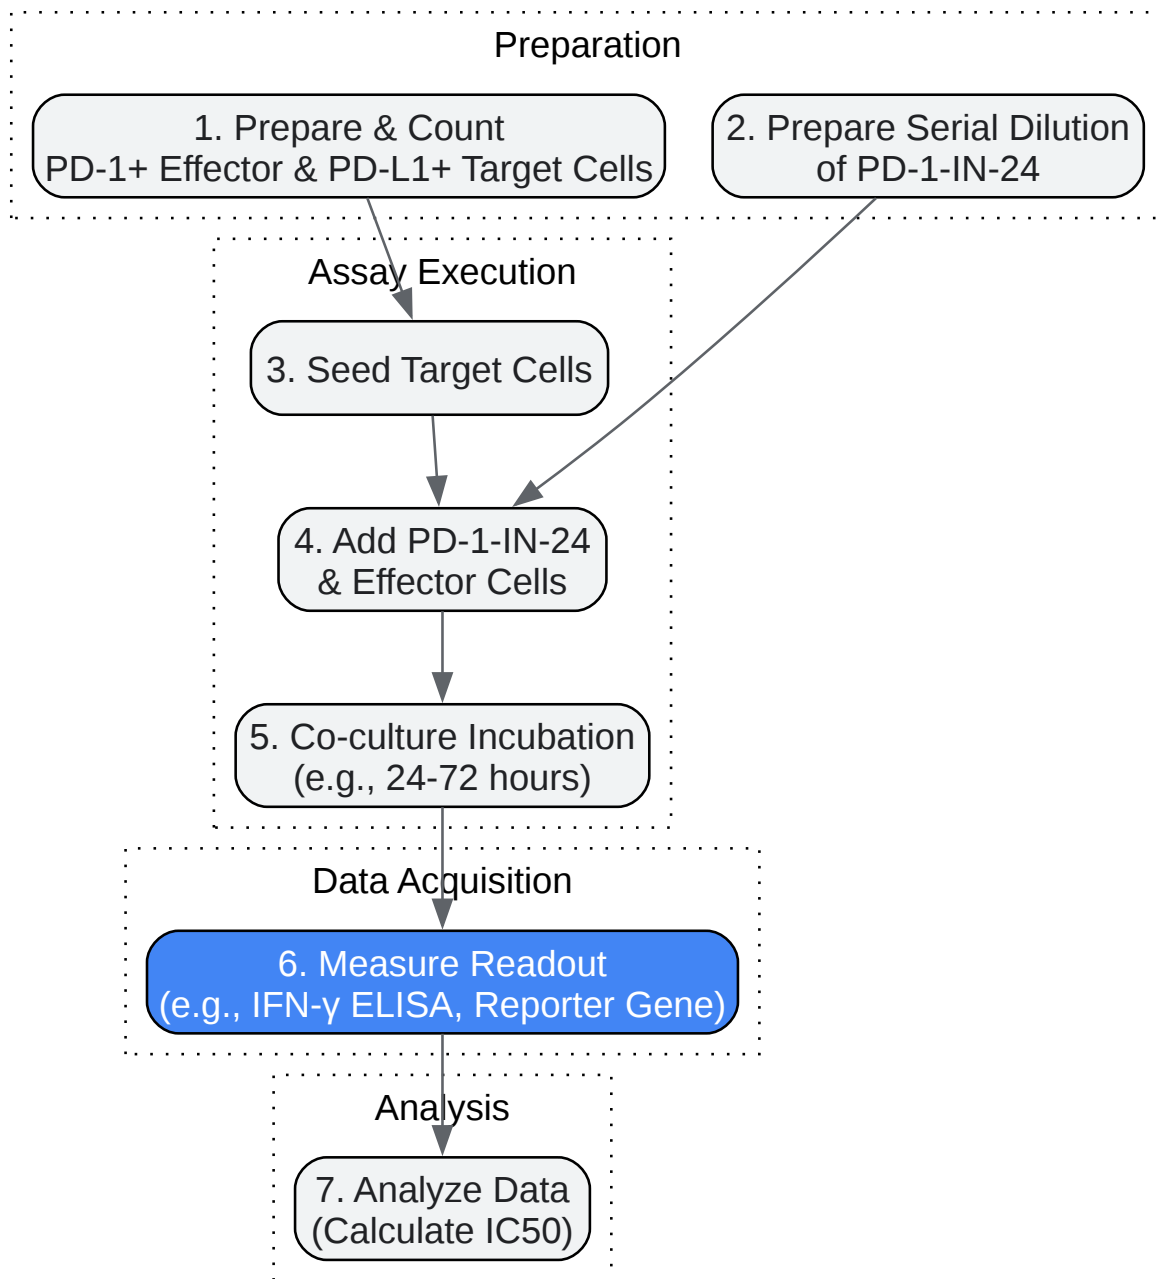 Preparation
1. Prepare & Count
PD-1+ Effector & PD-L1+ Target Cells
2. Prepare Serial Dilution
of PD-1-IN-24
Assay Execution
3. Seed Target Cells
4. Add PD-1-IN-24
& Effector Cells
5. Co-culture Incubation
(e.g., 24-72 hours)
Data Acquisition
6. Measure Readout
(e.g., IFN-γ ELISA, Reporter Gene)
Analysis
7. Analyze Data
(Calculate IC50)